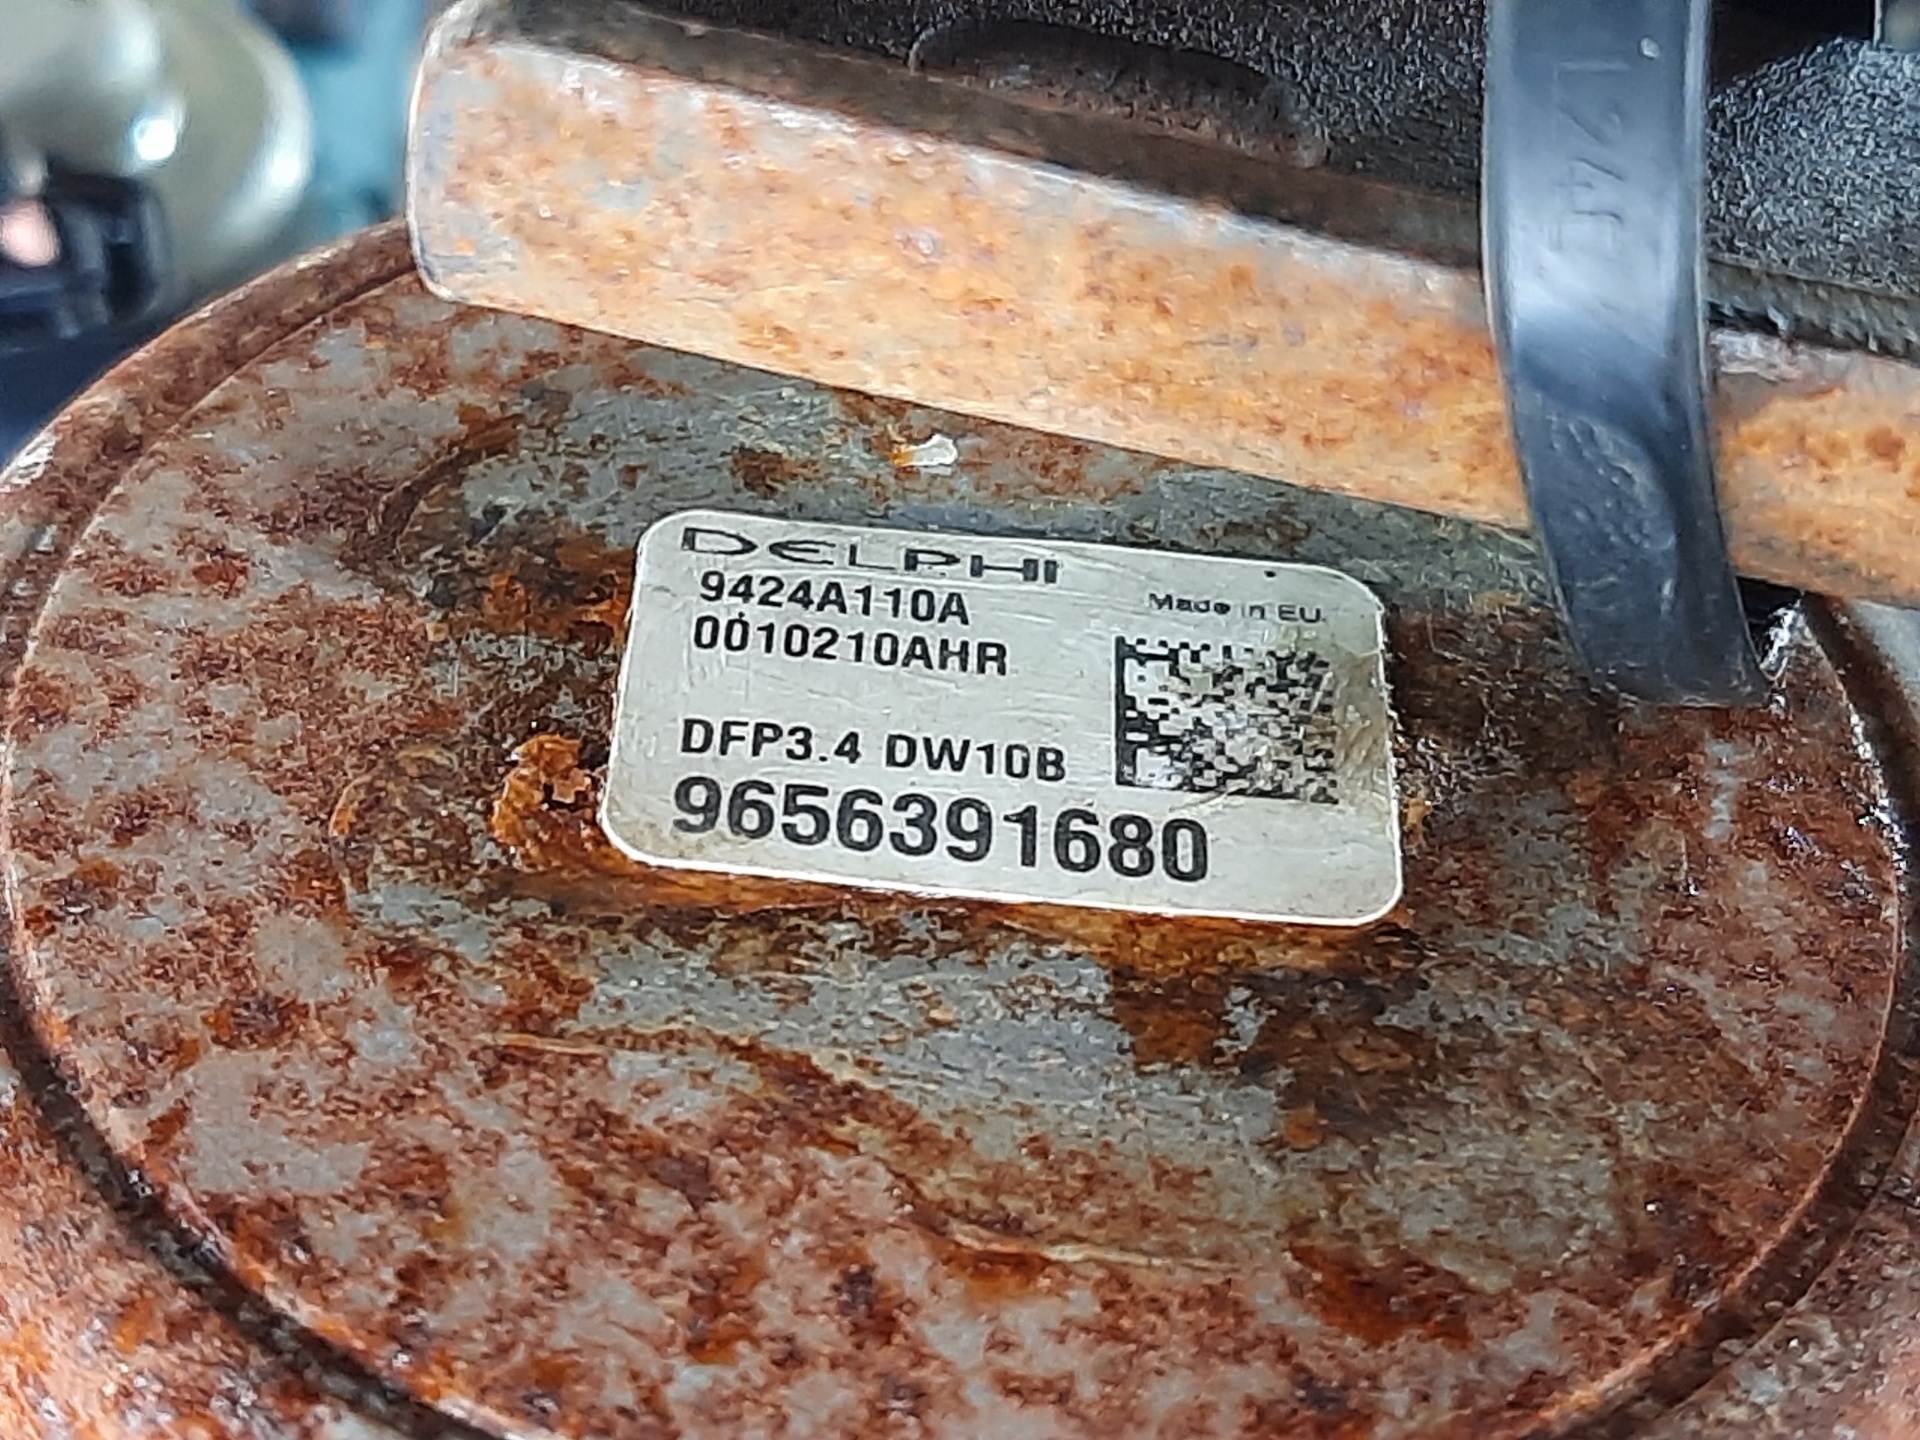 DELPHI
9424A110A
Made in EU
0010210AHR
DFP3.4 DW10B
9656391680